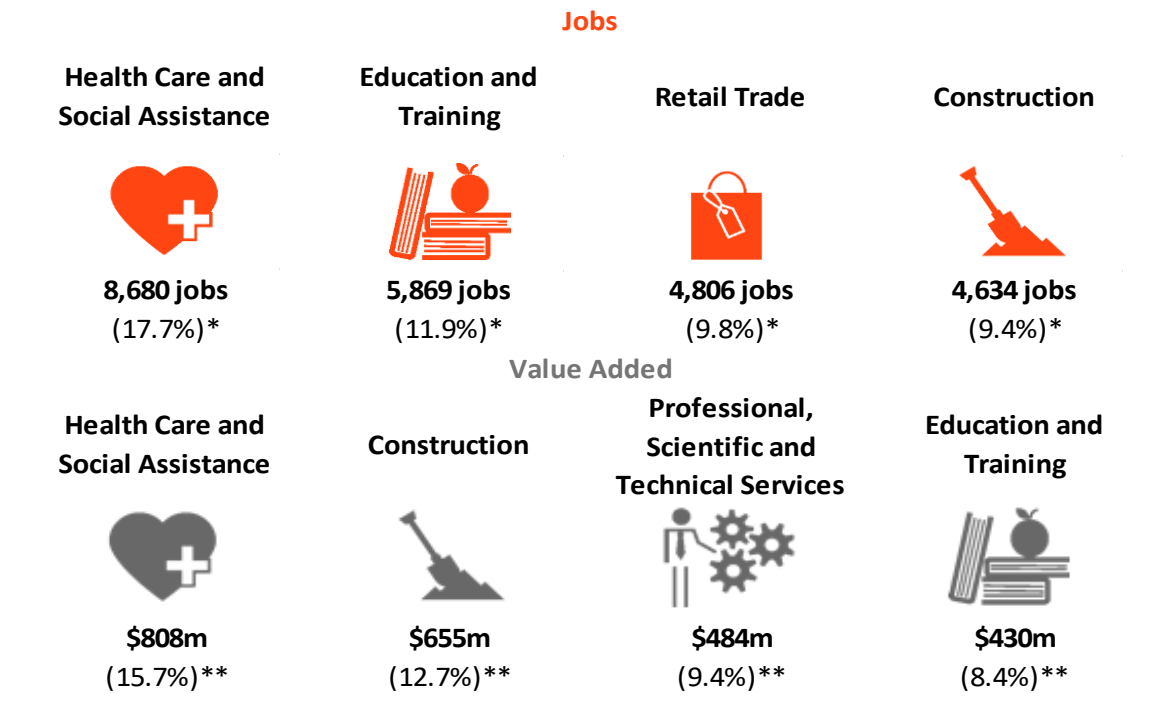 Jobs
Health Care and
Social Assistance
Education and
Training
Retail Trade
Construction
8,680 jobs
(17.7%)*
5,869 jobs
(11.9%)*
4,806 jobs
(9.8%)*
4,634 jobs
(9.4%)*
Value Added
Health Care and
Social Assistance
Construction
Professional,
Scientific and
Technical Services
Education and
Training
$808m
(15.7%)**
$655m
(12.7%)**
$484m
(9.4%)**
$430m
(8.4%)**